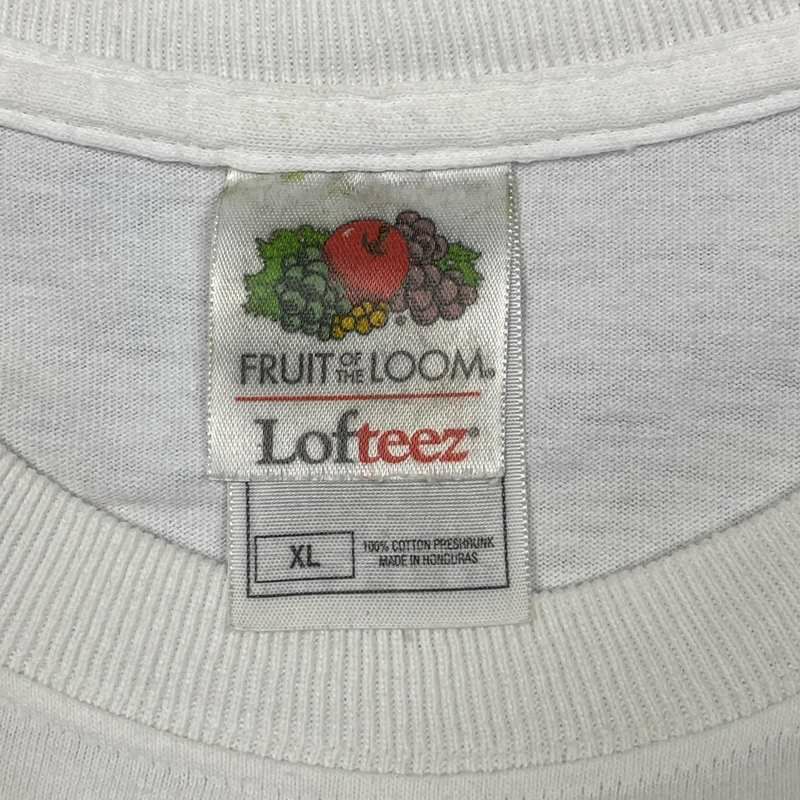 FRUIT OF THE LOOM®
Lofteez®
XL
100% COTTON PRESHRUNK
MADE IN HONDURAS